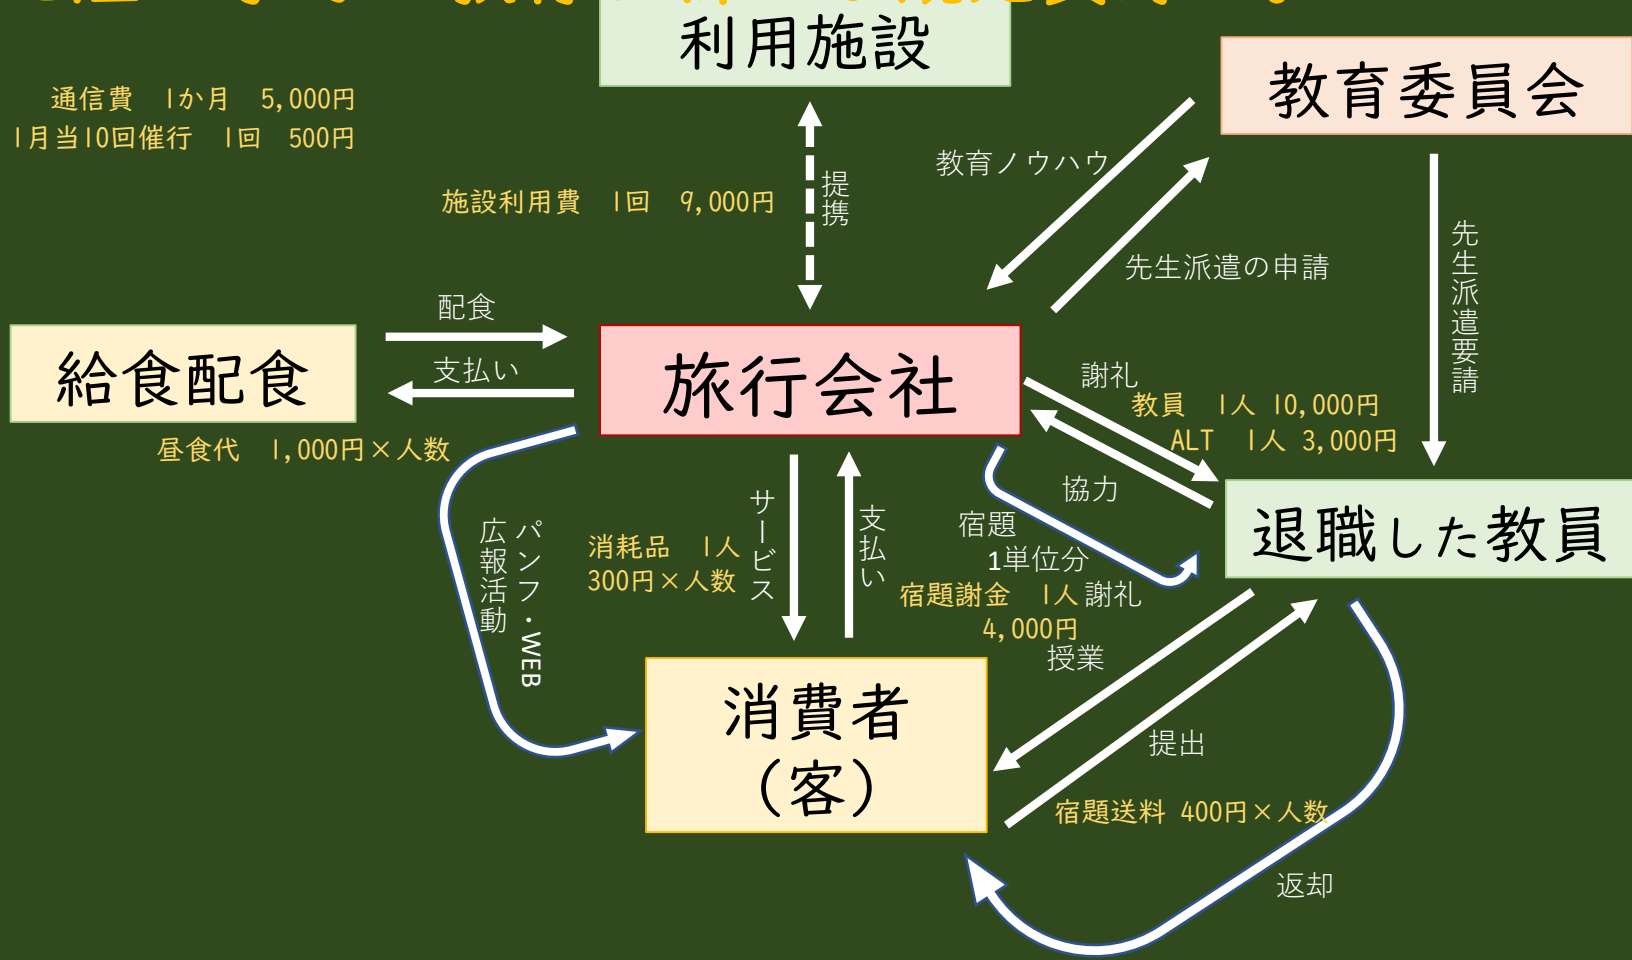 利用施設
教育委員会
通信費　1か月　5,000円
1月当10回催行　1回　500円
教育ノウハウ
施設利用費　1回　9,000円
提携
先生派遣の申請
先生派遣要請
配食
支払い
給食配食
旅行会社
謝礼
教員　1人 10,000円
ALT　1人 3,000円
昼食代　1,000円×人数
協力
パンフ・WEB
広報活動
サービス
消耗品　1人
300円×人数
支払い
宿題
1単位分
謝礼
宿題謝金　1人
4,000円
退職した教員
授業
消費者
（客）
提出
宿題送料 400円×人数
返却